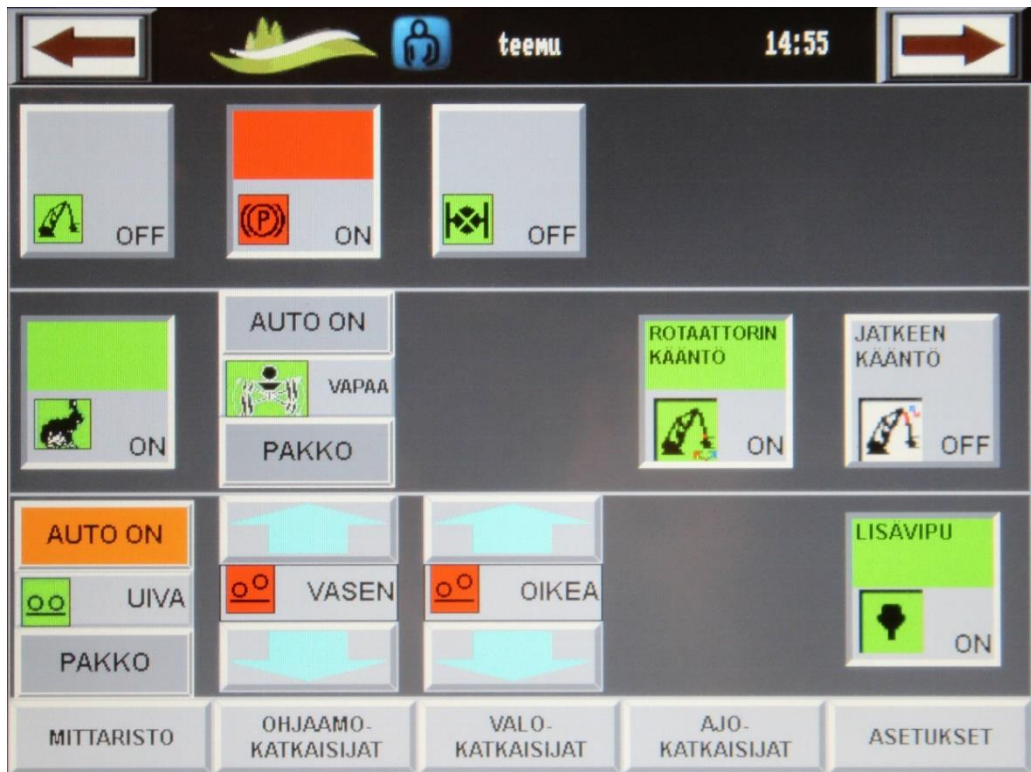 teemu 14:55
OFF
(P) ON
OFF
ON
AUTO ON
VAPAA
PAKKO
ROTAATTORIN
KÄÄNTÖ
ON
JATKEEN
KÄÄNTÖ
OFF
AUTO ON
UIVA
PAKKO
VASEN
OIKEA
LISÄVIPU
ON
MITTARISTO
OHJAAMO-
KATKAISIJAT
VALO-
KATKAISIJAT
AJO-
KATKAISIJAT
ASETUKSET